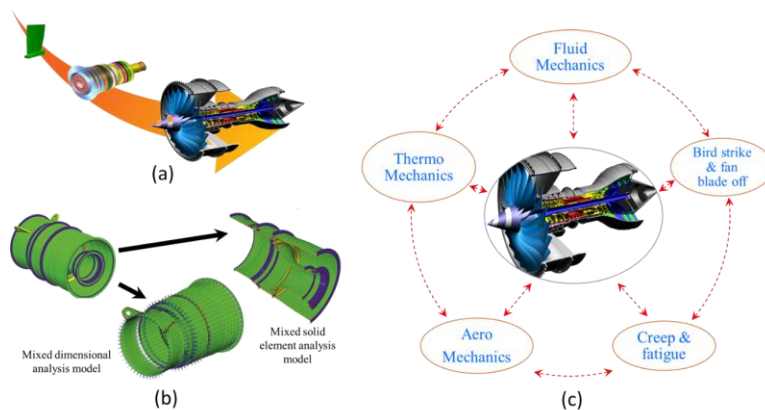 (a)
Mixed dimensional
analysis model
Mixed solid
element analysis
model
(b)
Fluid
Mechanics
Thermo
Mechanics
Bird strike
& fan
blade off
Aero
Mechanics
Creep &
fatigue
(c)